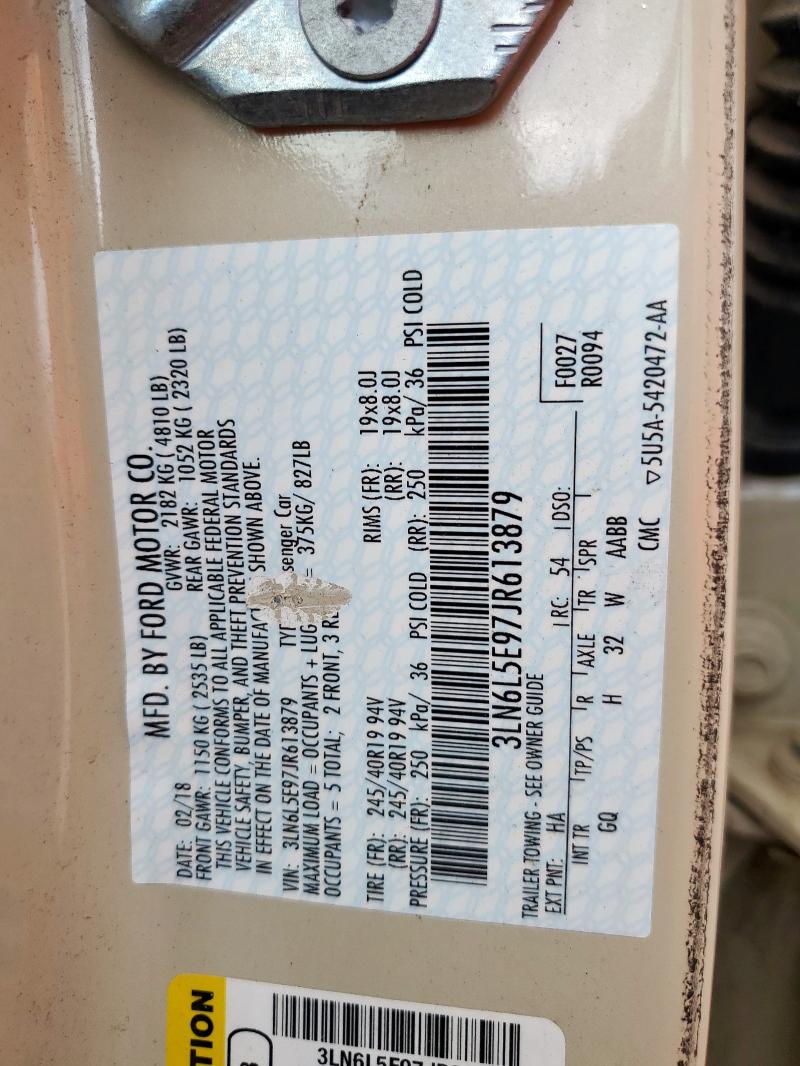 MFD. BY FORD MOTOR CO.
DATE: 02/18 GVWR: 2182 KG ( 4810 LB)
FRONT GAWR: 1150 KG ( 2535 LB) REAR GAWR: 1052 KG ( 2320 LB)
THIS VEHICLE CONFORMS TO ALL APPLICABLE FEDERAL MOTOR
VEHICLE SAFETY, BUMPER, AND THEFT PREVENTION STANDARDS
IN EFFECT ON THE DATE OF MANUFA SHOWN ABOVE.
VIN: 3LN6L5E97JR613879 TY senger Car
MAXIMUM LOAD = OCCUPANTS + LUG = 375KG/ 827LB
OCCUPANTS = 5 TOTAL; 2 FRONT, 3 R
TIRE (FR): 245/40R19 94V RIMS (FR): 19x8.0J
(RR): 245/40R19 94V (RR): 19x8.0J
PRESSURE (FR): 250 kPa/ 36 PSI COLD (RR): 250 kPa/ 36 PSI COLD
3LN6L5E97JR613879
TRAILER TOWING - SEE OWNER GUIDE
EXT PNT: HA RC: 54 DSO: F0027
R0094
INT TR TP/PS R AXLE TR SPR
GQ H 32 W AABB
CMC ▽5U5A-5420472-AA
TION
3LN6L5E97